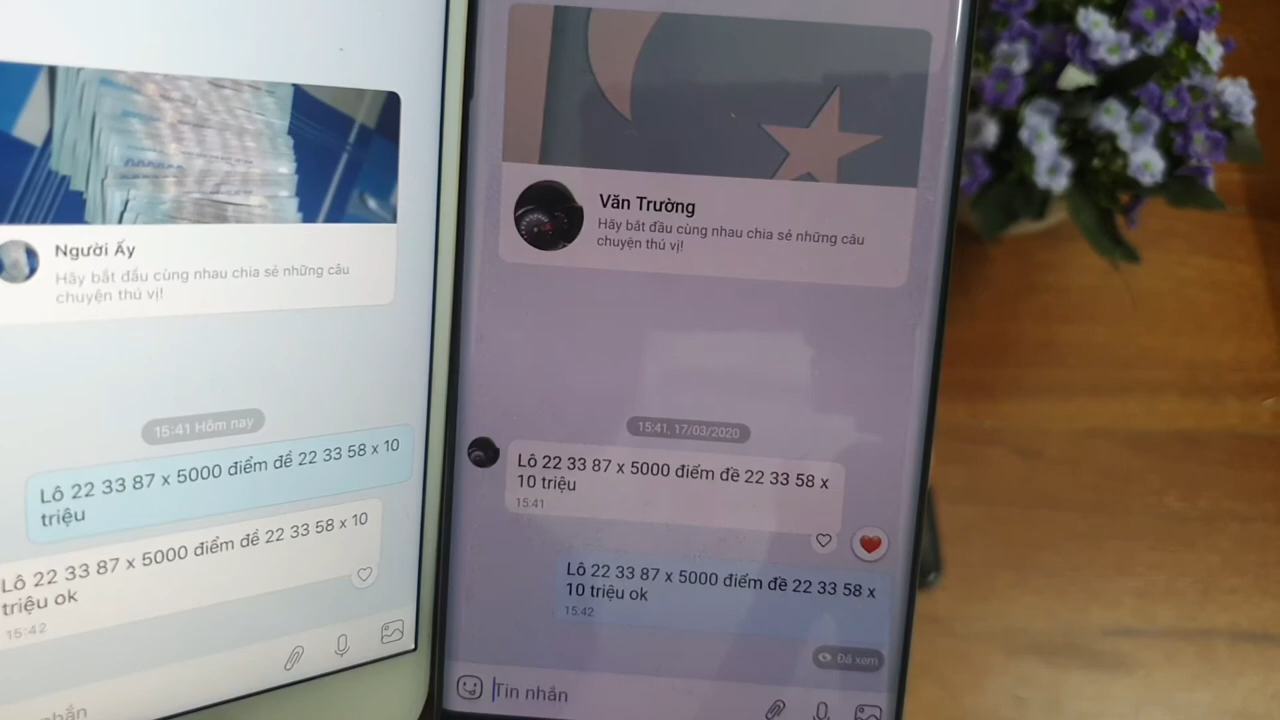 Người Ấy
Hãy bắt đầu cùng nhau chia sẻ những câu
chuyện thú vị!
15:41 Hôm nay
Lô 22 33 87 x 5000 điểm đề 22 33 58 x 10
triệu
Lô 22 33 87 x 5000 điểm đề 22 33 58 x 10
triệu ok
15:42
nhắn
Văn Trường
Hãy bắt đầu cùng nhau chia sẻ những câu
chuyện thú vị!
15:41, 17/03/2020
Lô 22 33 87 x 5000 điểm đề 22 33 58 x
10 triệu
15:41
Lô 22 33 87 x 5000 điểm đề 22 33 58 x
10 triệu ok
15:42
Đã xem
Tin nhắn